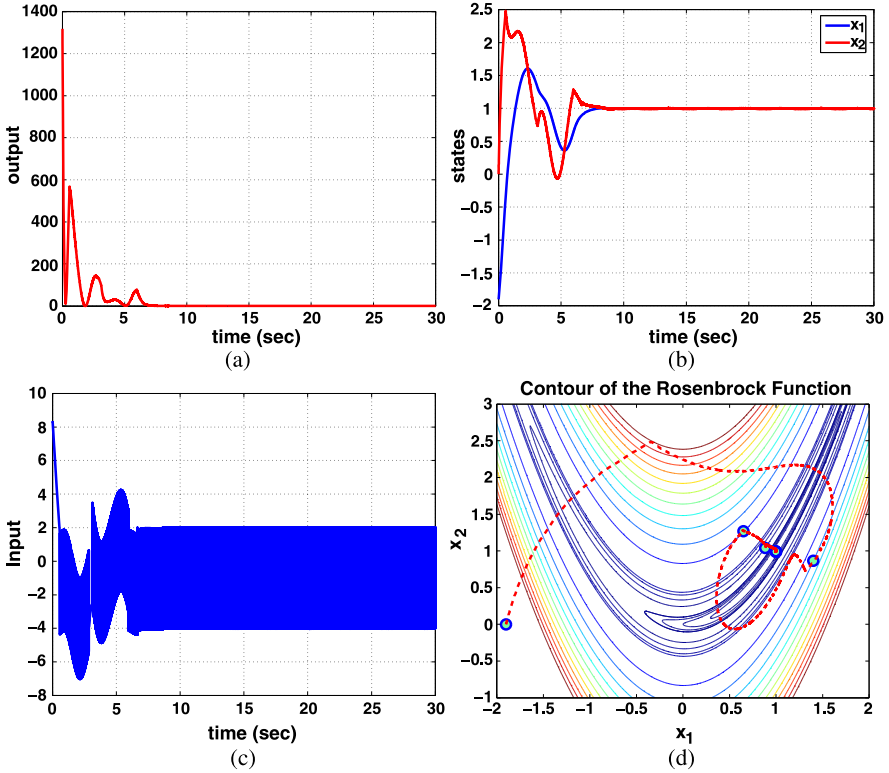 1400
1200
1000
800
600
400
200
0
output
0 5 10 15 20 25 30
time (sec)
(a)
2.5
2
1.5
1
0.5
0
−0.5
−1
−1.5
−2
states
x1
x2
0 5 10 15 20 25 30
time (sec)
(b)
10
8
6
4
2
0
−2
−4
−6
−8
Input
0 5 10 15 20 25 30
time (sec)
(c)
Contour of the Rosenbrock Function
3
2.5
2
1.5
1
0.5
0
−0.5
−1
x2
−2 −1.5 −1 −0.5 0 0.5 1 1.5 2
x1
(d)